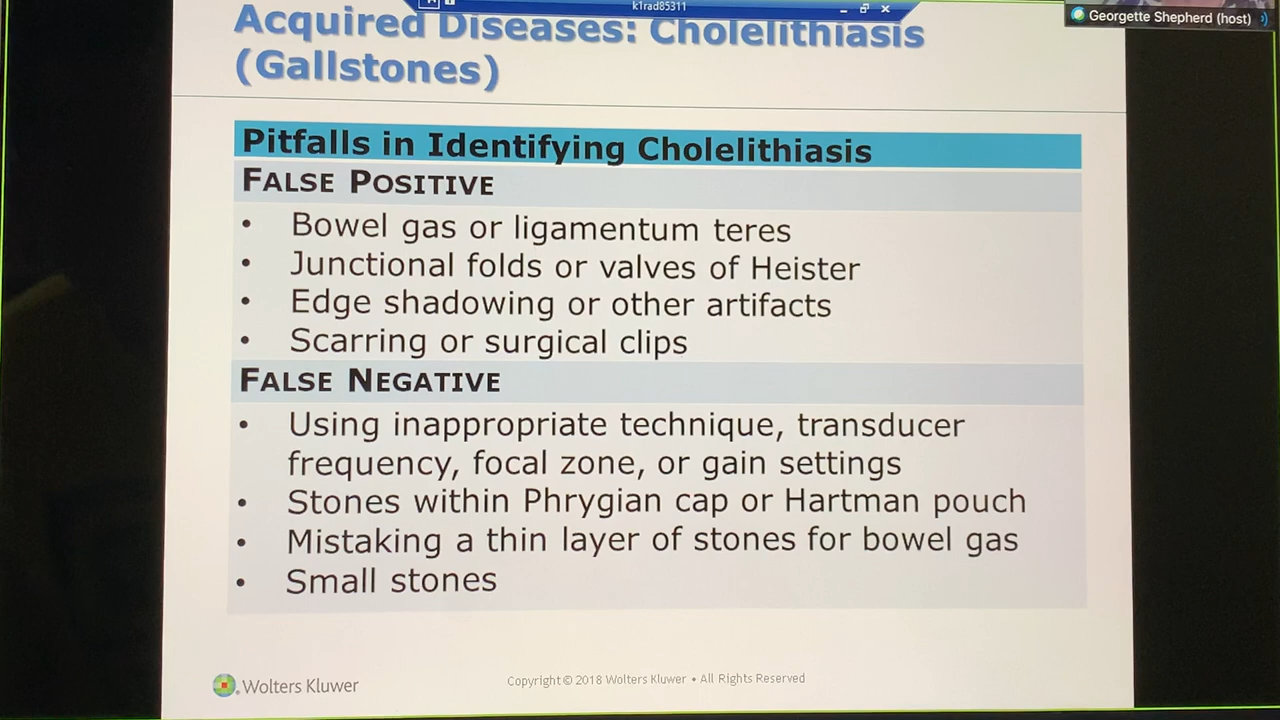 k1rad85311
Georgette Shepherd (host)
Acquired Diseases: Cholelithiasis
(Gallstones)
Pitfalls in Identifying Cholelithiasis
FALSE POSITIVE
• Bowel gas or ligamentum teres
• Junctional folds or valves of Heister
• Edge shadowing or other artifacts
• Scarring or surgical clips
FALSE NEGATIVE
• Using inappropriate technique, transducer
frequency, focal zone, or gain settings
• Stones within Phrygian cap or Hartman pouch
• Mistaking a thin layer of stones for bowel gas
• Small stones
Wolters Kluwer
Copyright © 2018 Wolters Kluwer • All Rights Reserved